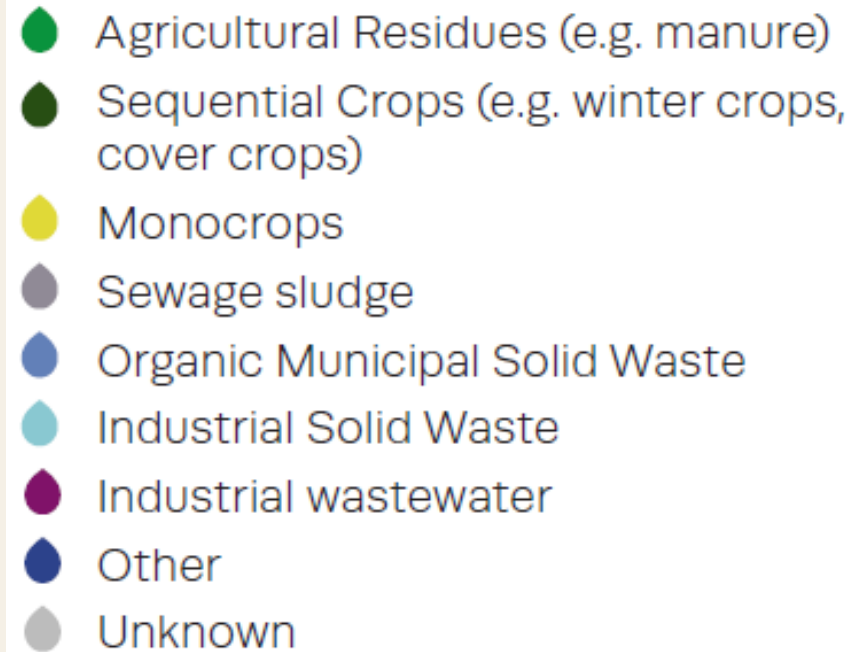 Agricultural Residues (e.g. manure)
Sequential Crops (e.g. winter crops,
cover crops)
Monocrops
Sewage sludge
Organic Municipal Solid Waste
Industrial Solid Waste
Industrial wastewater
Other
Unknown